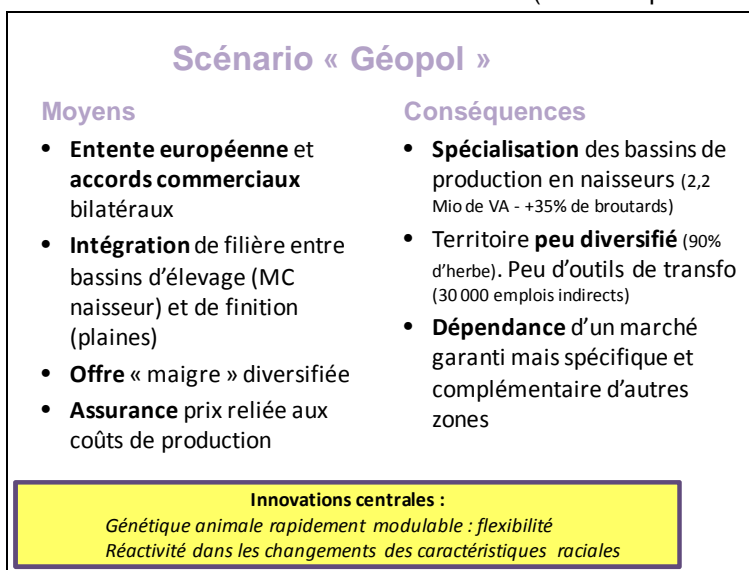 Scénario « Géopol »
Moyens
• Entente européenne et
accords commerciaux
bilatéraux
• Intégration de filière entre
bassins d'élevage (MC
naisseur) et de finition
(plaines)
• Offre « maigre » diversifiée
• Assurance prix reliée aux
coûts de production
Conséquences
• Spécialisation des bassins de
production en naisseurs (2,2
Mio de VA - +35% de broutards)
• Territoire peu diversifié (90%
d'herbe). Peu d'outils de transfo
(30 000 emplois indirects)
• Dépendance d'un marché
garanti mais spécifique et
complémentaire d'autres
zones
Innovations centrales :
Génétique animale rapidement modulable : flexibilité
Réactivité dans les changements des caractéristiques raciales